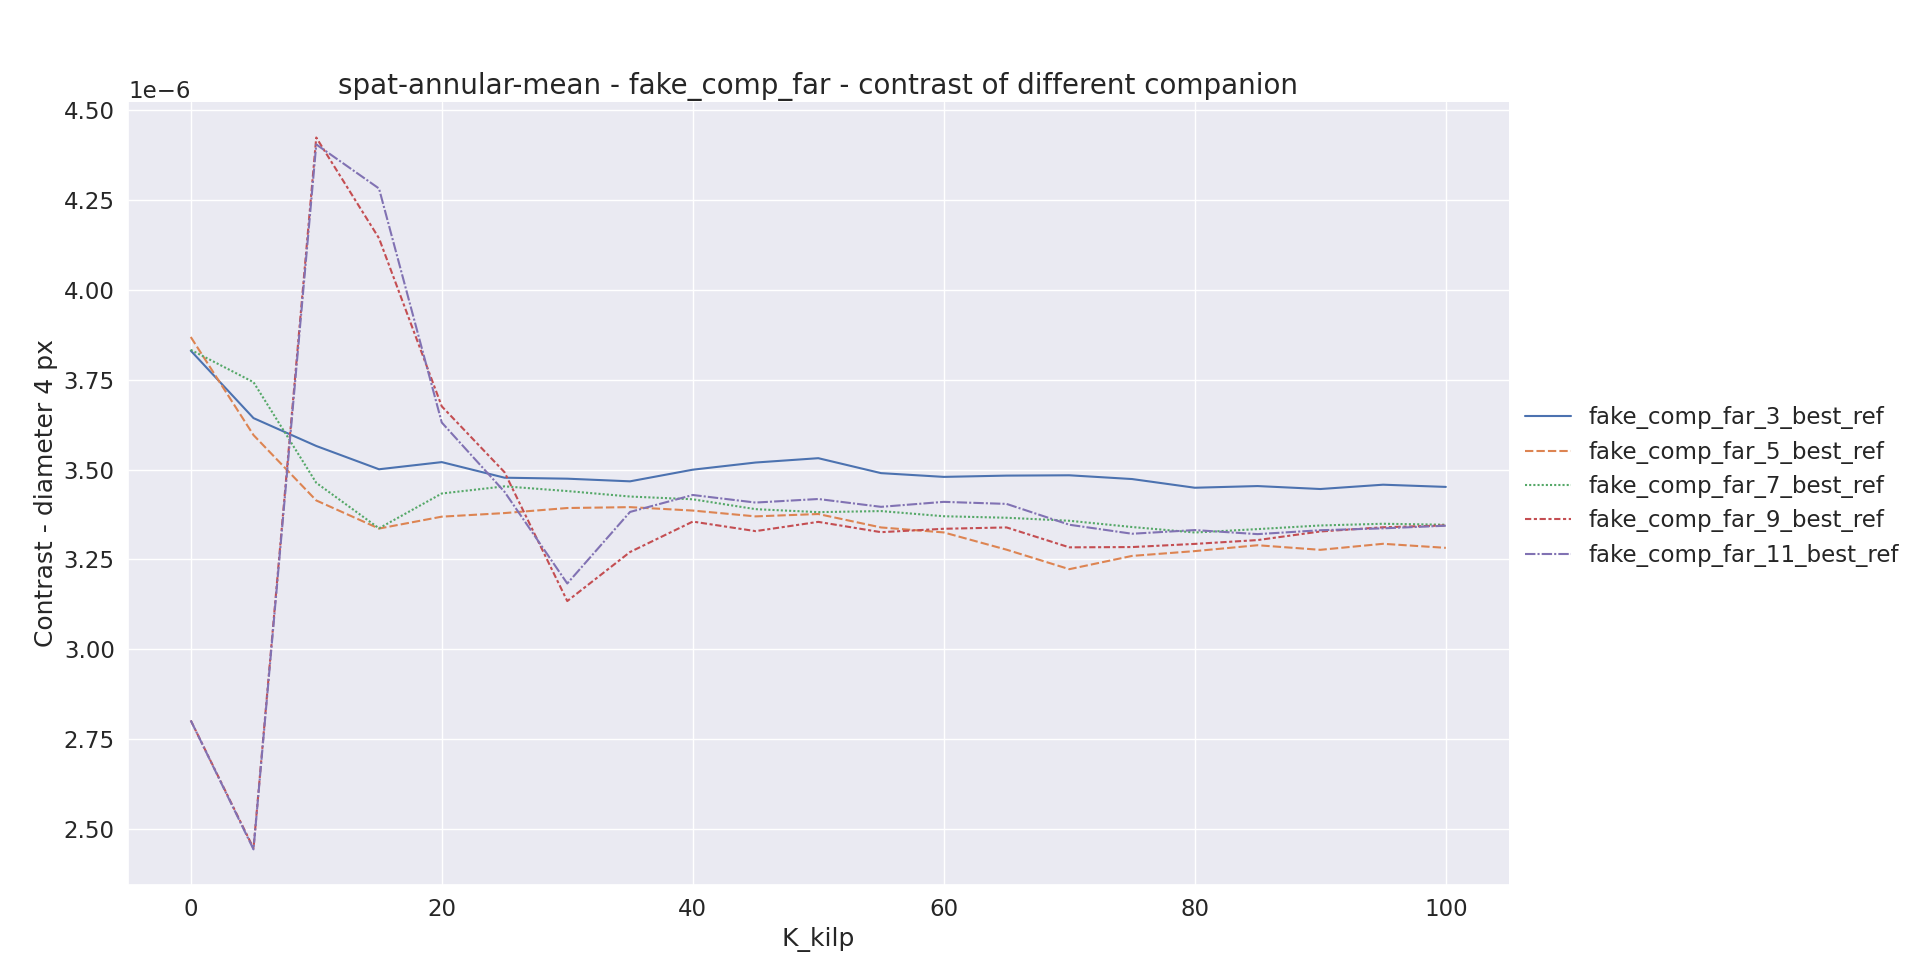 spat-annular-mean - fake_comp_far - contrast of different companion
1e−6
4.50
4.25
4.00
3.75
3.50
3.25
3.00
2.75
2.50
Contrast - diameter 4 px
0 20 40 60 80 100
K_kilp
fake_comp_far_3_best_ref
fake_comp_far_5_best_ref
fake_comp_far_7_best_ref
fake_comp_far_9_best_ref
fake_comp_far_11_best_ref